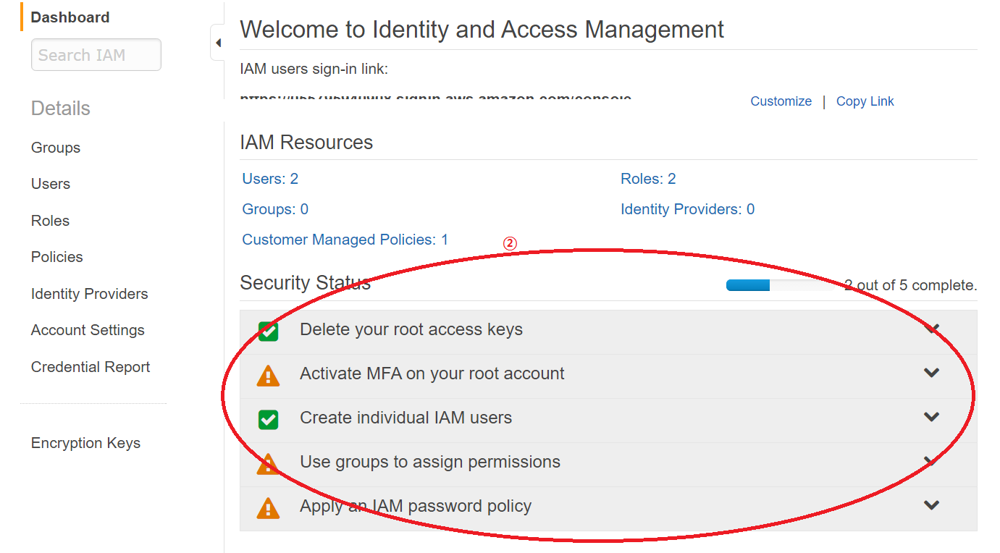 Dashboard
Search IAM
Details
Groups
Users
Roles
Policies
Identity Providers
Account Settings
Credential Report
Encryption Keys
Welcome to Identity and Access Management
IAM users sign-in link:
Customize | Copy Link
IAM Resources
Users: 2
Roles: 2
Groups: 0
Identity Providers: 0
Customer Managed Policies: 1
②
Security Status
2 out of 5 complete.
Delete your root access keys
Activate MFA on your root account
Create individual IAM users
Use groups to assign permissions
Apply an IAM password policy